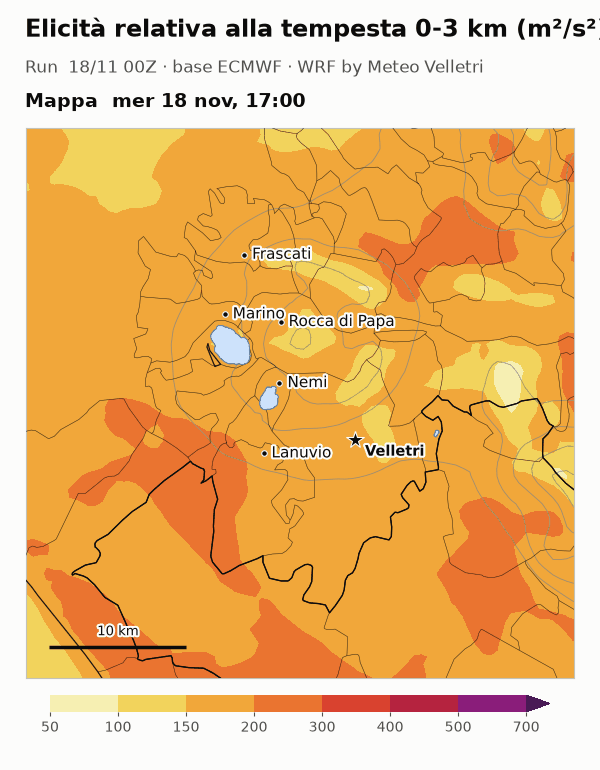 Elicità relativa alla tempesta 0-3 km (m²/s²)
Run 18/11 00Z · base ECMWF · WRF by Meteo Velletri
Mappa mer 18 nov, 17:00
Frascati
Marino
Rocca di Papa
Nemi
Velletri
Lanuvio
10 km
50 100 150 200 300 400 500 700